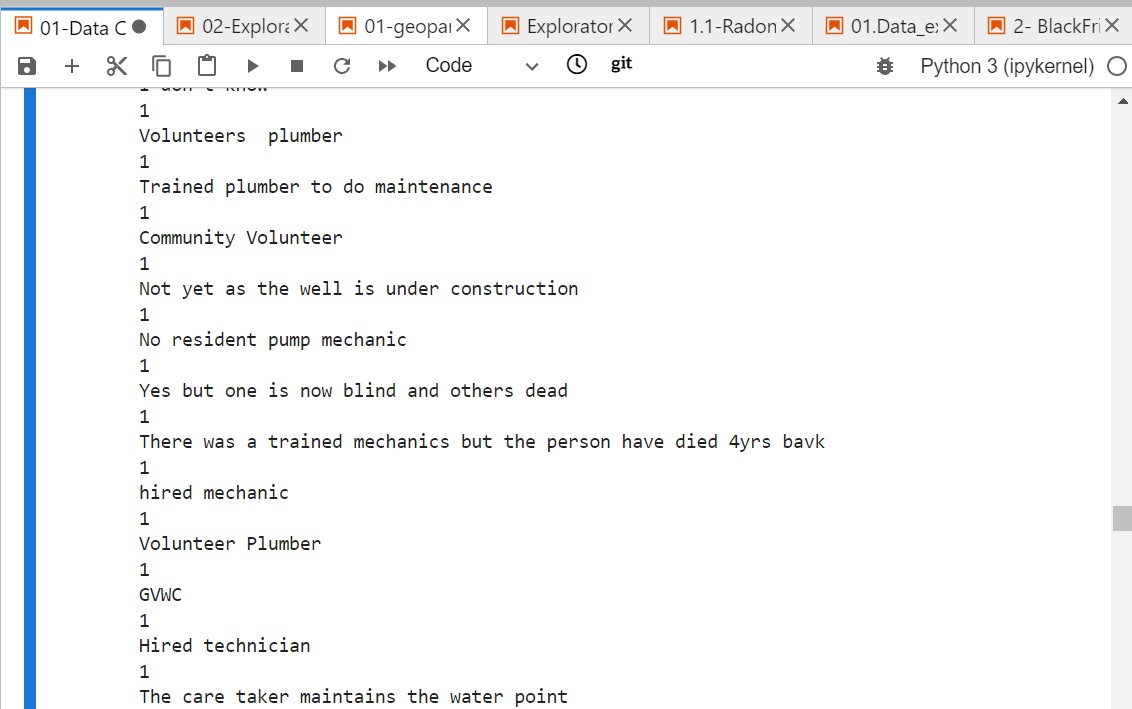 01-Data C
02-Explora
01-geopar
Explorator
1.1-Radon
01.Data_e
2- BlackFri
Code
git
Python 3 (ipykernel)
I don't know
1
Volunteers  plumber
1
Trained plumber to do maintenance
1
Community Volunteer
1
Not yet as the well is under construction
1
No resident pump mechanic
1
Yes but one is now blind and others dead
1
There was a trained mechanics but the person have died 4yrs bavk
1
hired mechanic
1
Volunteer Plumber
1
GVWC
1
Hired technician
1
The care taker maintains the water point